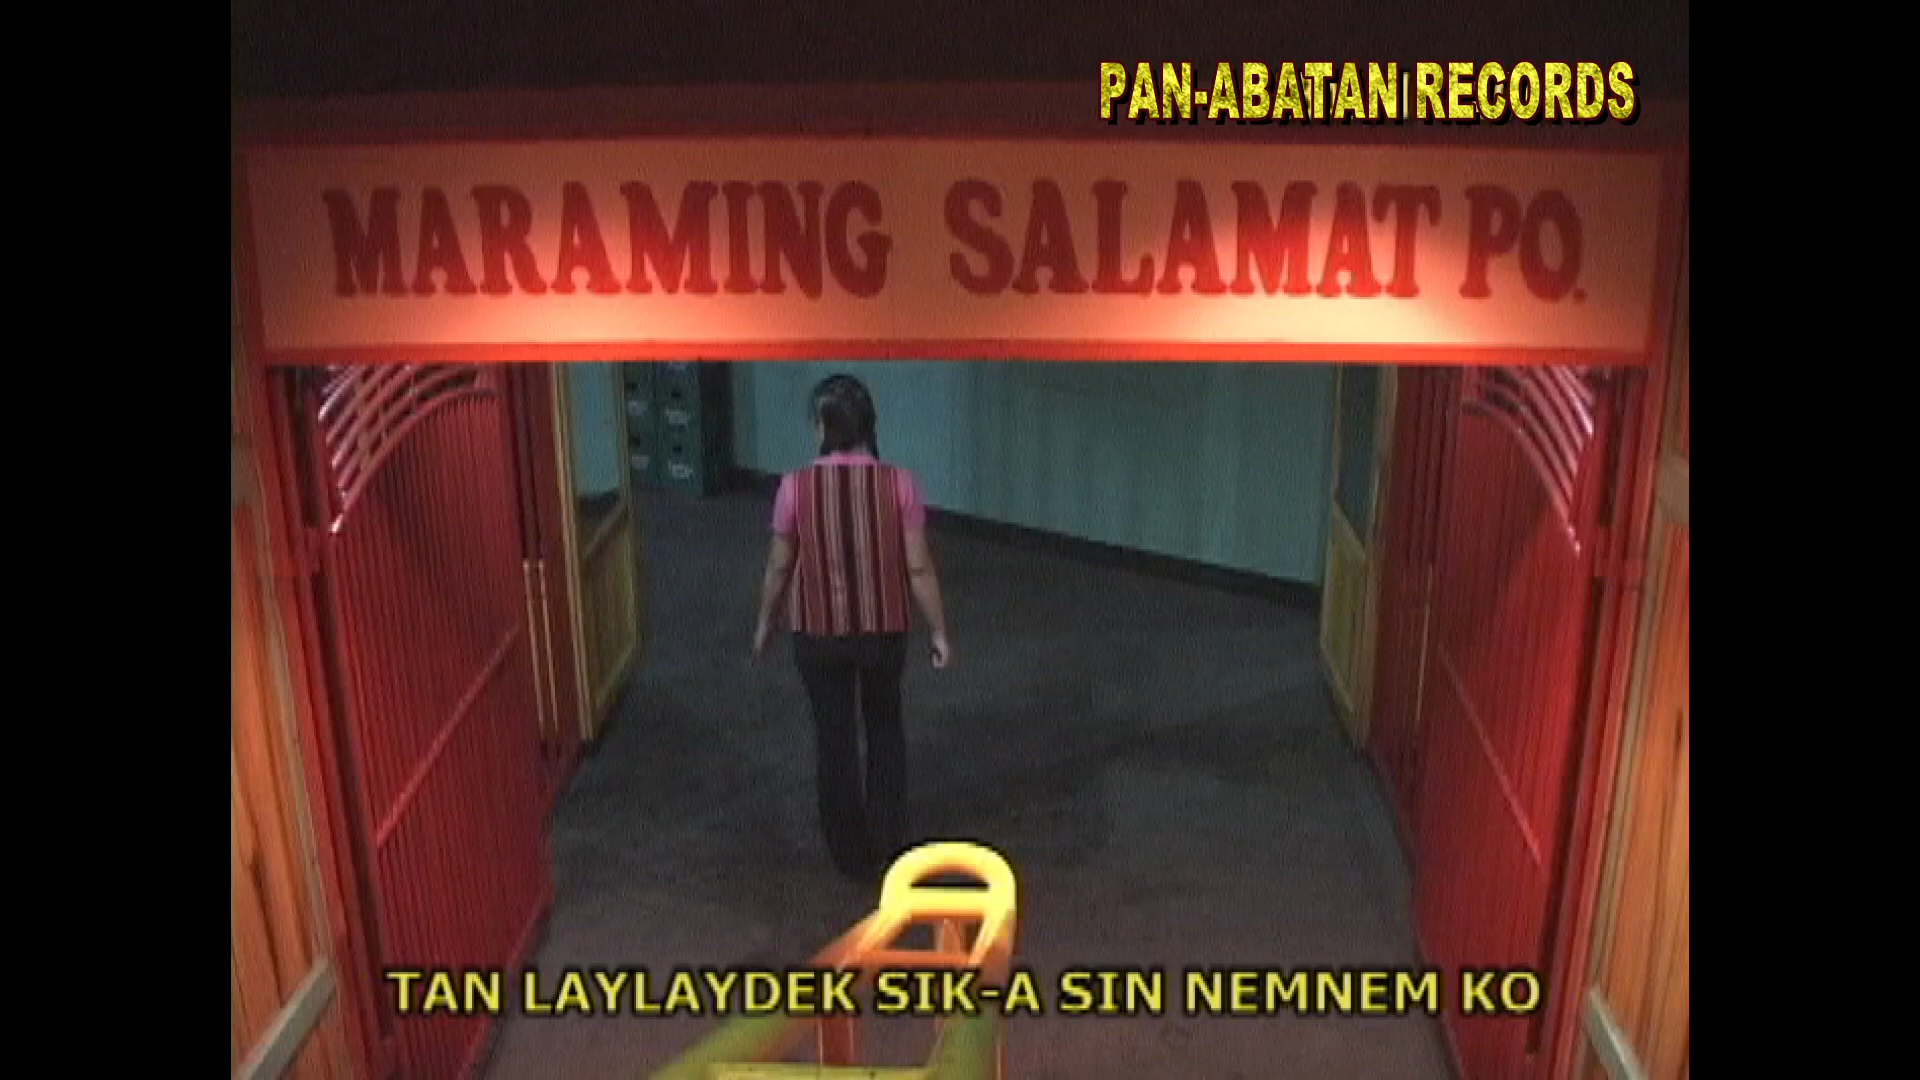 PAN-ABATAN RECORDS
MARAMING SALAMAT PO.
TAN LAYLAYDEK SIK-A SIN NEMNEM KO